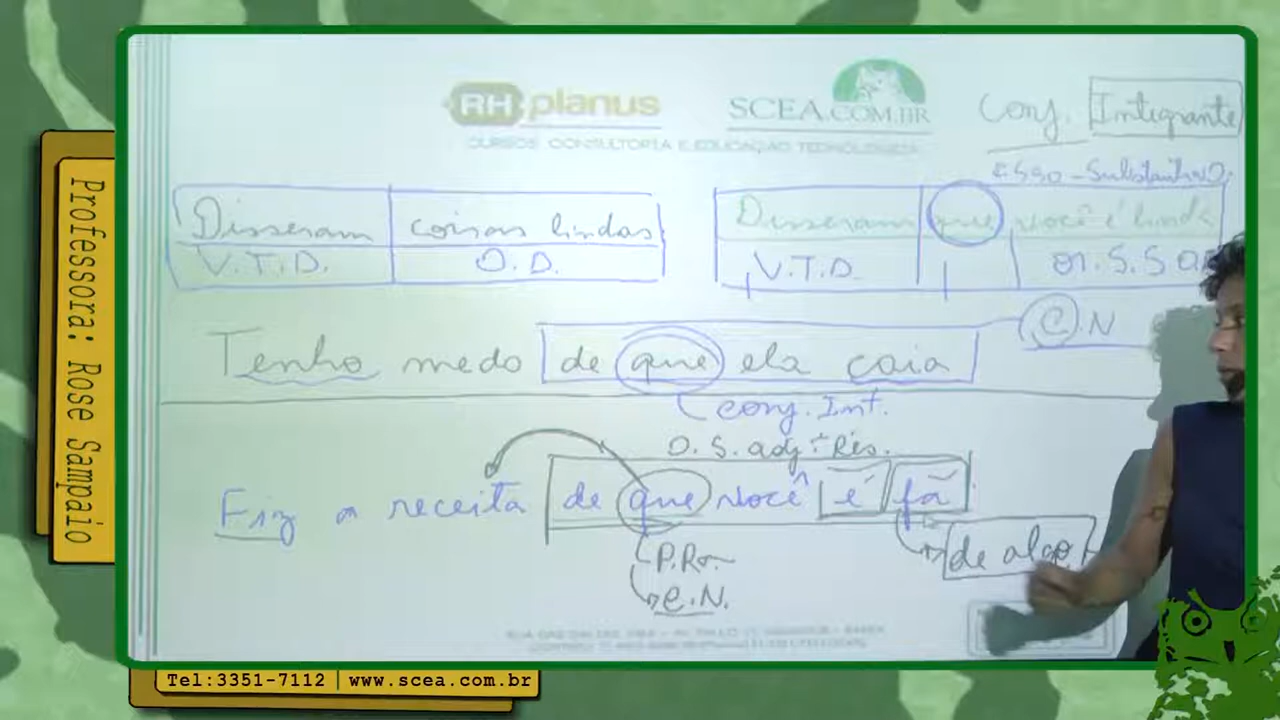 RH planus
SCEA.COM.BR
CURSOS, CONSULTORIA E EDUCAÇÃO TECNOLÓGICA
Conj. Integrante
Disseram coisas lindas
V.T.D. O.D.
Disseram que você é linda
V.T.D. or. S. S.
C.N
Tenho medo de que ela caia
conj. Int.
O. S. adj. Res.
Fiz a receita de que você é fã
de algo
P.R.
C.N.
Professora: Rose Sampaio
Tel:3351-7112 www.scea.com.br